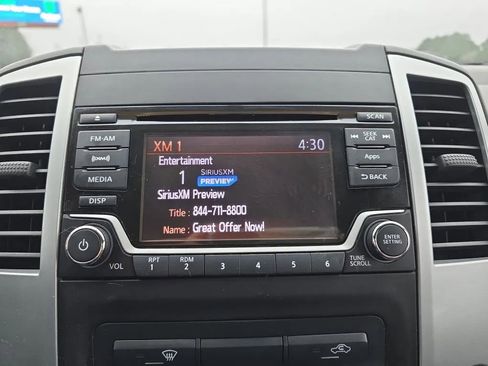 SCAN
FM·AM
MEDIA
DISP
VOL
XM 1 4:30
Entertainment
1 SIRIUSXM
PREVIEW
SiriusXM Preview
Title : 844-711-8800
Name : Great Offer Now!
SEEK
CAT
Apps
BACK
ENTER
SETTING
TUNE
SCROLL
RPT
1
RDM
2
3
4
5
6